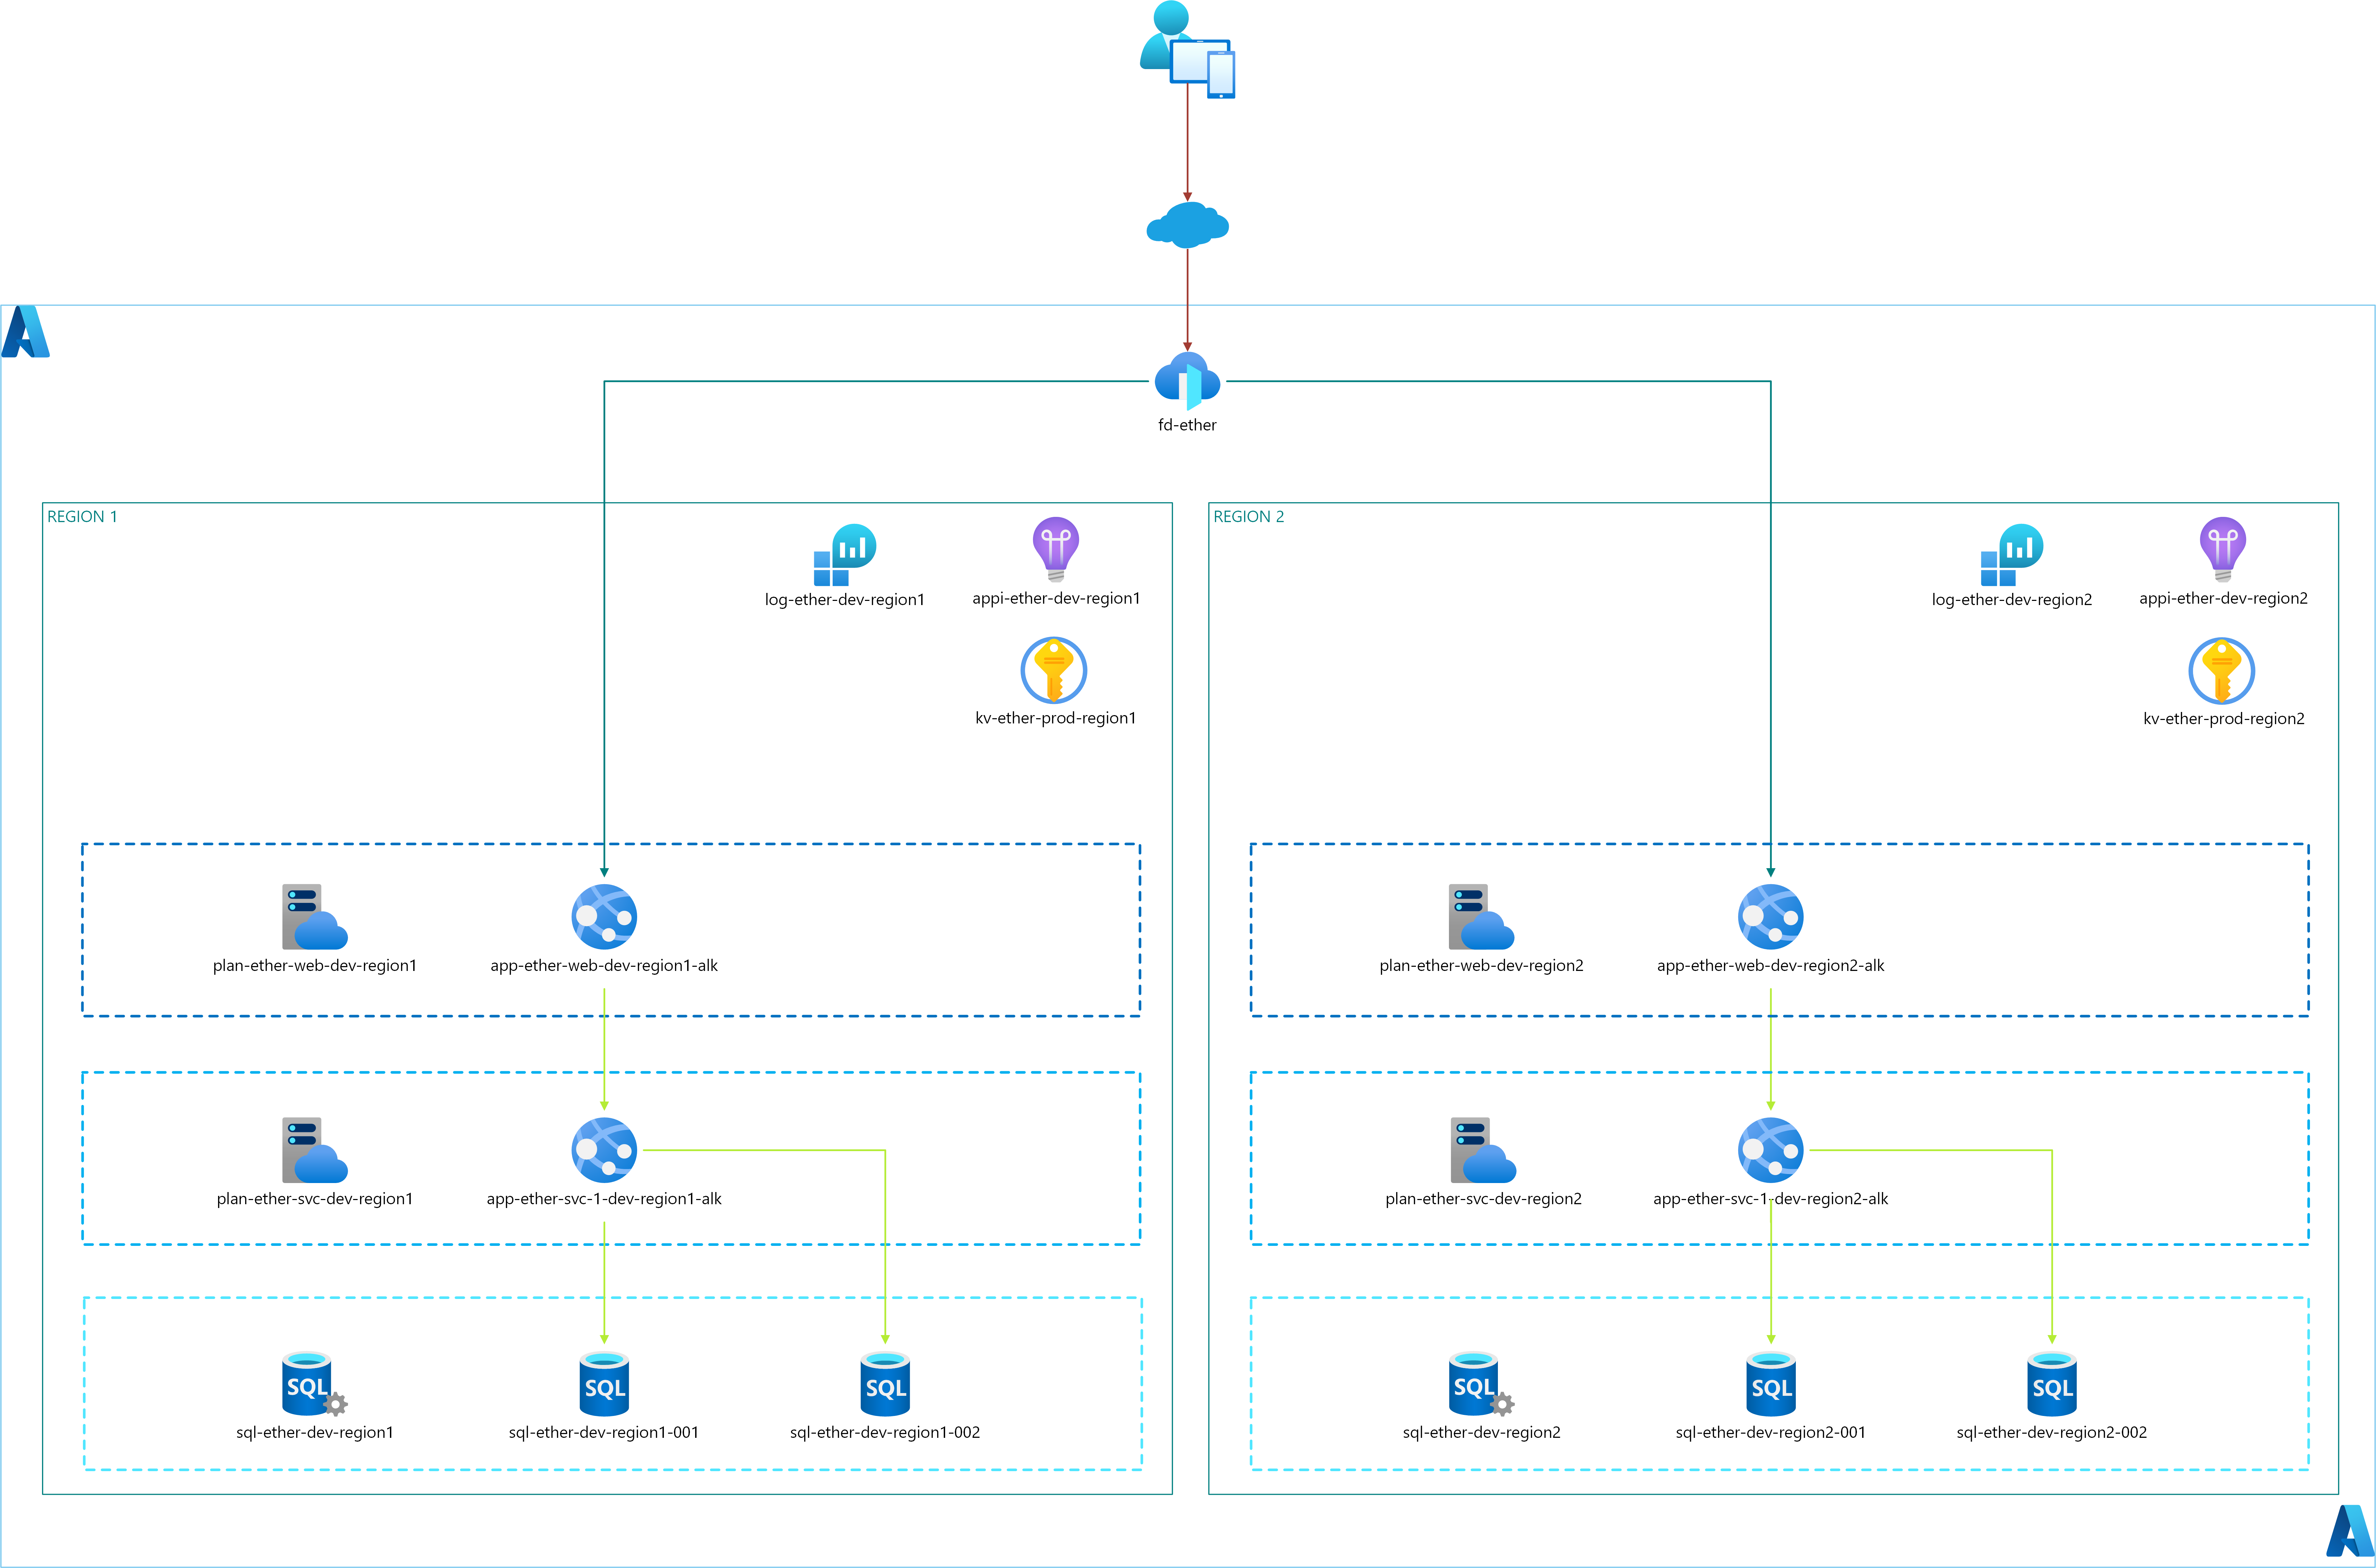 fd-ether
REGION 1
log-ether-dev-region1
appi-ether-dev-region1
kv-ether-prod-region1
plan-ether-web-dev-region1
app-ether-web-dev-region1-alk
plan-ether-svc-dev-region1
app-ether-svc-1-dev-region1-alk
SQL
SQL
SQL
sql-ether-dev-region1
sql-ether-dev-region1-001
sql-ether-dev-region1-002
REGION 2
log-ether-dev-region2
appi-ether-dev-region2
kv-ether-prod-region2
plan-ether-web-dev-region2
app-ether-web-dev-region2-alk
plan-ether-svc-dev-region2
app-ether-svc-1-dev-region2-alk
SQL
SQL
SQL
sql-ether-dev-region2
sql-ether-dev-region2-001
sql-ether-dev-region2-002